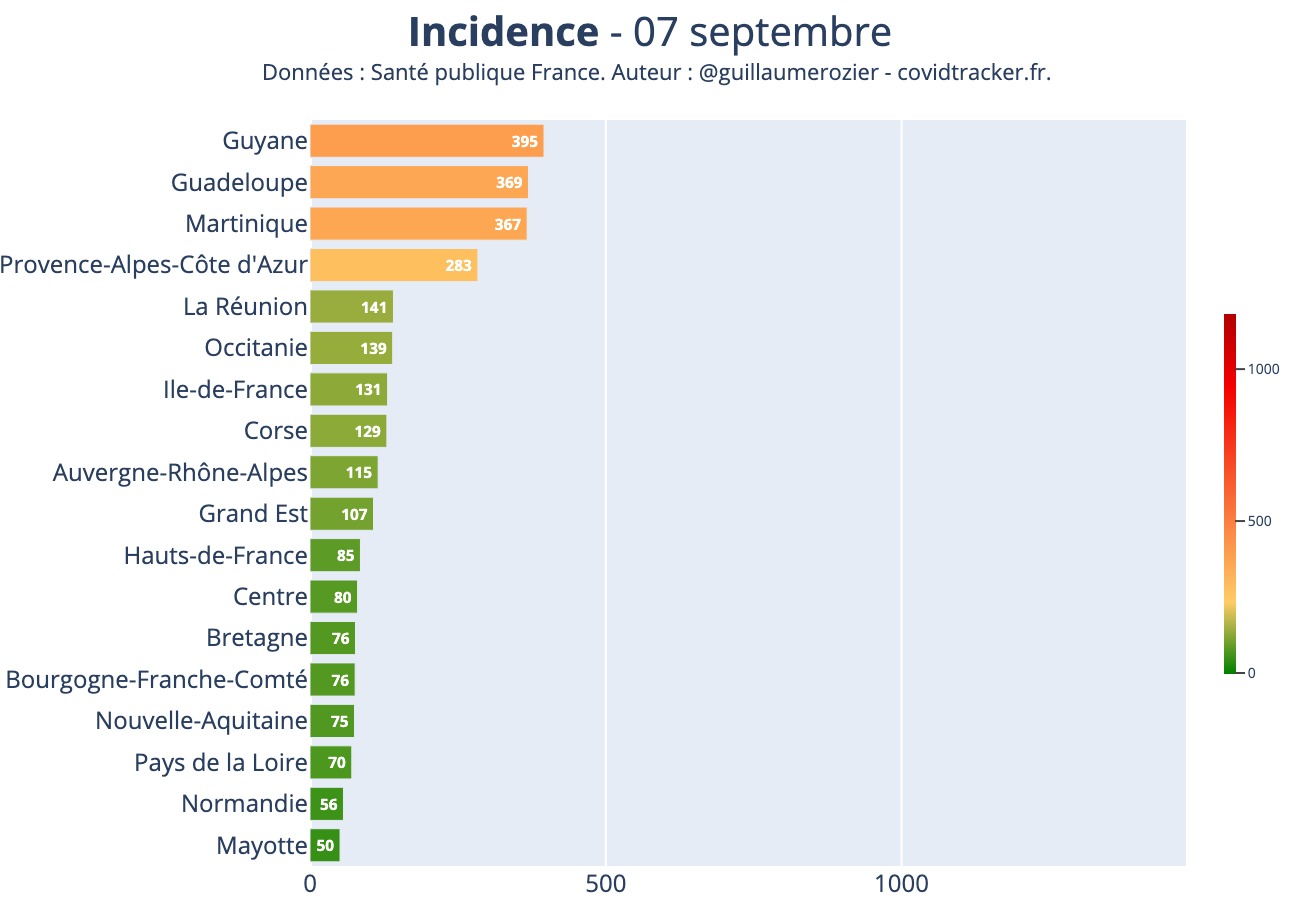 Incidence - 07 septembre
Données : Santé publique France. Auteur : @guillaumerozier - covidtracker.fr.
Guyane 395
Guadeloupe 369
Martinique 367
Provence-Alpes-Côte d'Azur 283
La Réunion 141
Occitanie 139
Ile-de-France 131
Corse 129
Auvergne-Rhône-Alpes 115
Grand Est 107
Hauts-de-France 85
Centre 80
Bretagne 76
Bourgogne-Franche-Comté 76
Nouvelle-Aquitaine 75
Pays de la Loire 70
Normandie 56
Mayotte 50
0 500 1000
1000
500
0